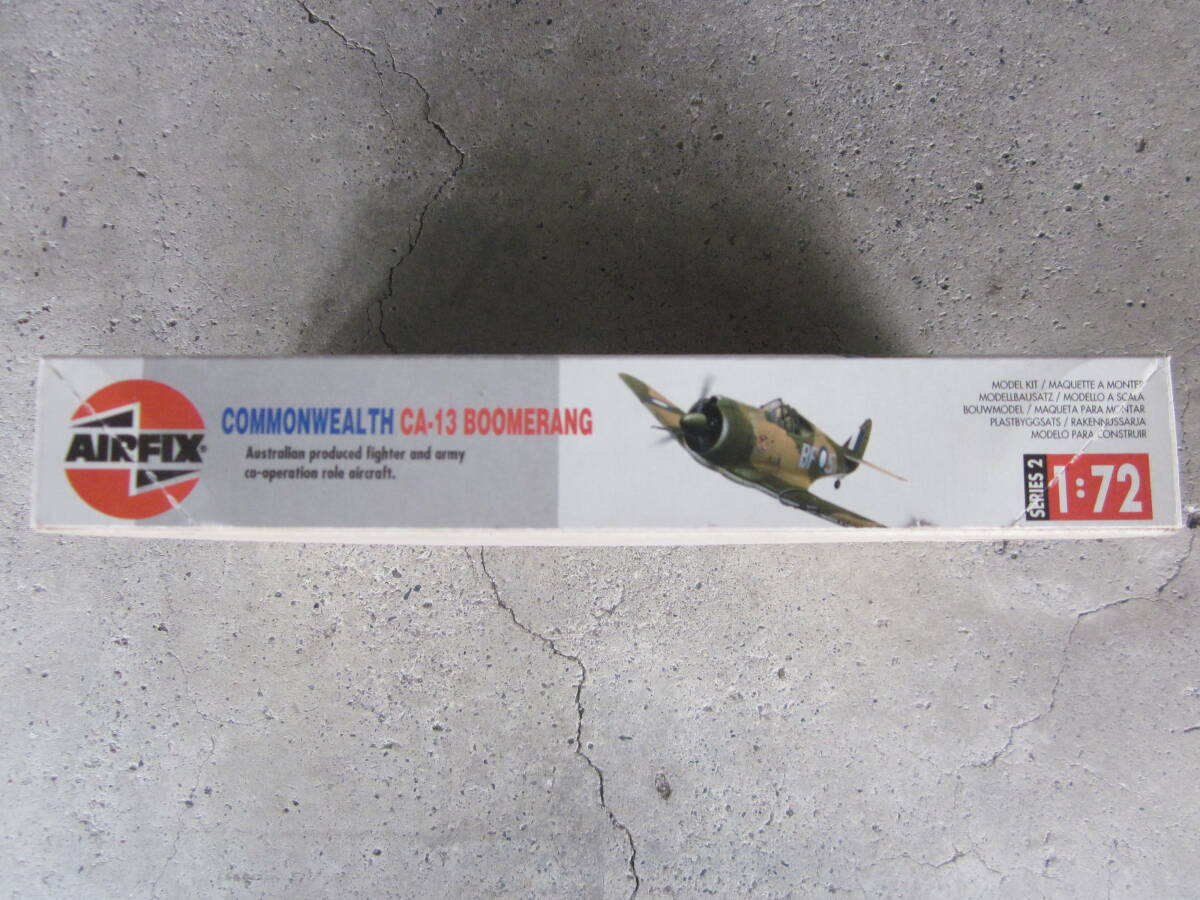 AIRFIX®
COMMONWEALTH CA-13 BOOMERANG
Australian produced fighter and army
co-operation role aircraft.
BF
MODEL KIT / MAQUETTE A MONTER
MODELLBAUSATZ / MODELLO A SCALA
BOUWMODEL / MAQUETA PARA MONTAR
PLASTBYGGSATS / RAKENNUSSARJA
MODELO PARA CONSTRUIR
SERIES 2
1:72